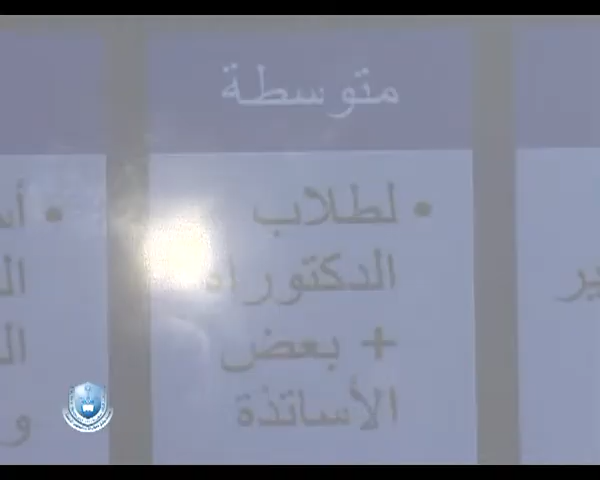 متوسطة
• لطلاب
الدكتوراه
+ بعض
الأساتذة